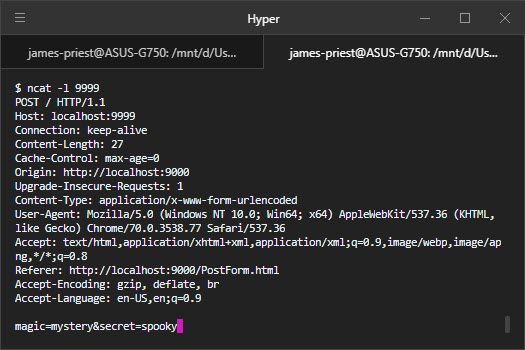 Hyper
james-priest@ASUS-G750: /mnt/d/Us...
james-priest@ASUS-G750: /mnt/d/Us...
$ ncat -l 9999
POST / HTTP/1.1
Host: localhost:9999
Connection: keep-alive
Content-Length: 27
Cache-Control: max-age=0
Origin: http://localhost:9000
Upgrade-Insecure-Requests: 1
Content-Type: application/x-www-form-urlencoded
User-Agent: Mozilla/5.0 (Windows NT 10.0; Win64; x64) AppleWebKit/537.36 (KHTML,
like Gecko) Chrome/70.0.3538.77 Safari/537.36
Accept: text/html,application/xhtml+xml,application/xml;q=0.9,image/webp,image/ap
ng,*/*;q=0.8
Referer: http://localhost:9000/PostForm.html
Accept-Encoding: gzip, deflate, br
Accept-Language: en-US,en;q=0.9
magic=mystery&secret=spooky